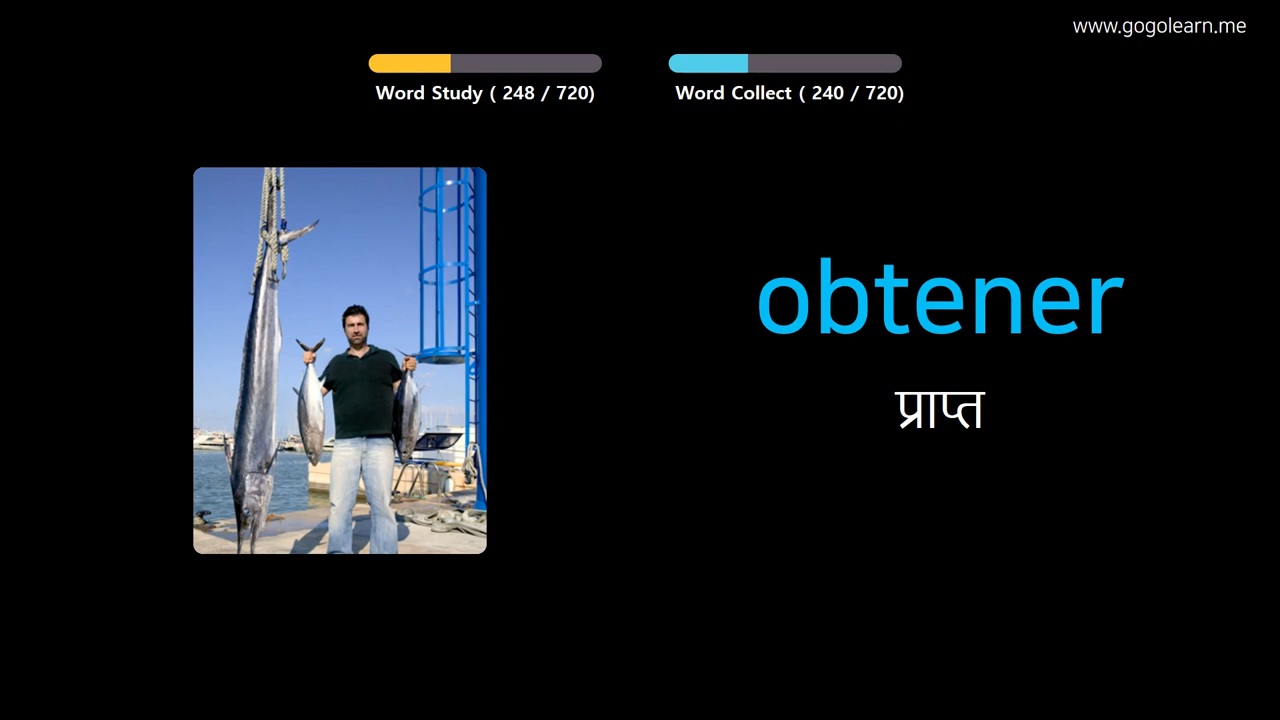 www.gogolearn.me
Word Study ( 248 / 720)
Word Collect ( 240 / 720)
obtener
प्राप्त